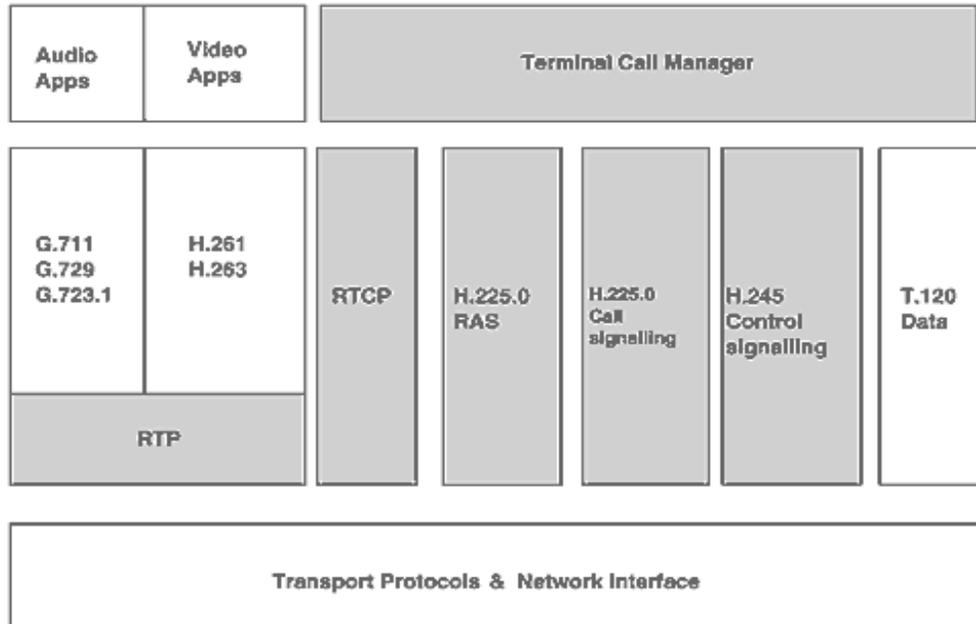 Audio
Apps
Video
Apps
Terminal Call Manager
G.711
G.729
G.723.1
H.261
H.263
RTCP
H.225.0
RAS
H.225.0
Call
signalling
H.245
Control
signalling
T.120
Data
RTP
Transport Protocols & Network Interface